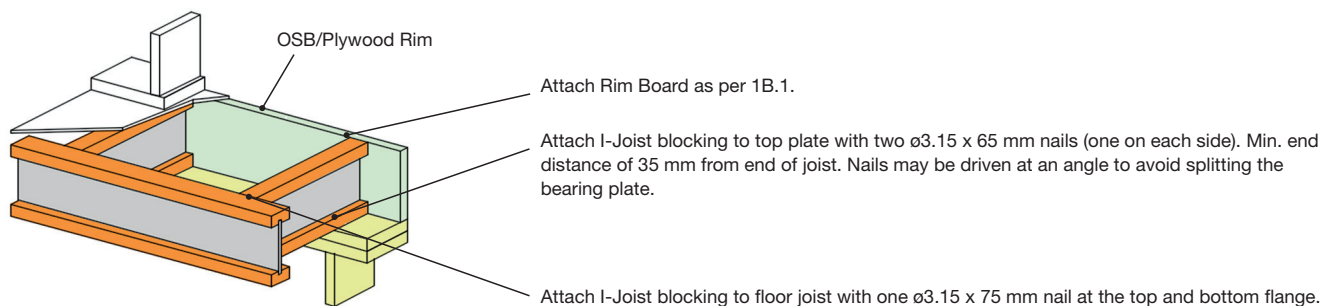 OSB/Plywood Rim
Attach Rim Board as per 1B.1.
Attach I-Joist blocking to top plate with two ø3.15 x 65 mm nails (one on each side). Min. end
distance of 35 mm from end of joist. Nails may be driven at an angle to avoid splitting the
bearing plate.
Attach I-Joist blocking to floor joist with one ø3.15 x 75 mm nail at the top and bottom flange.